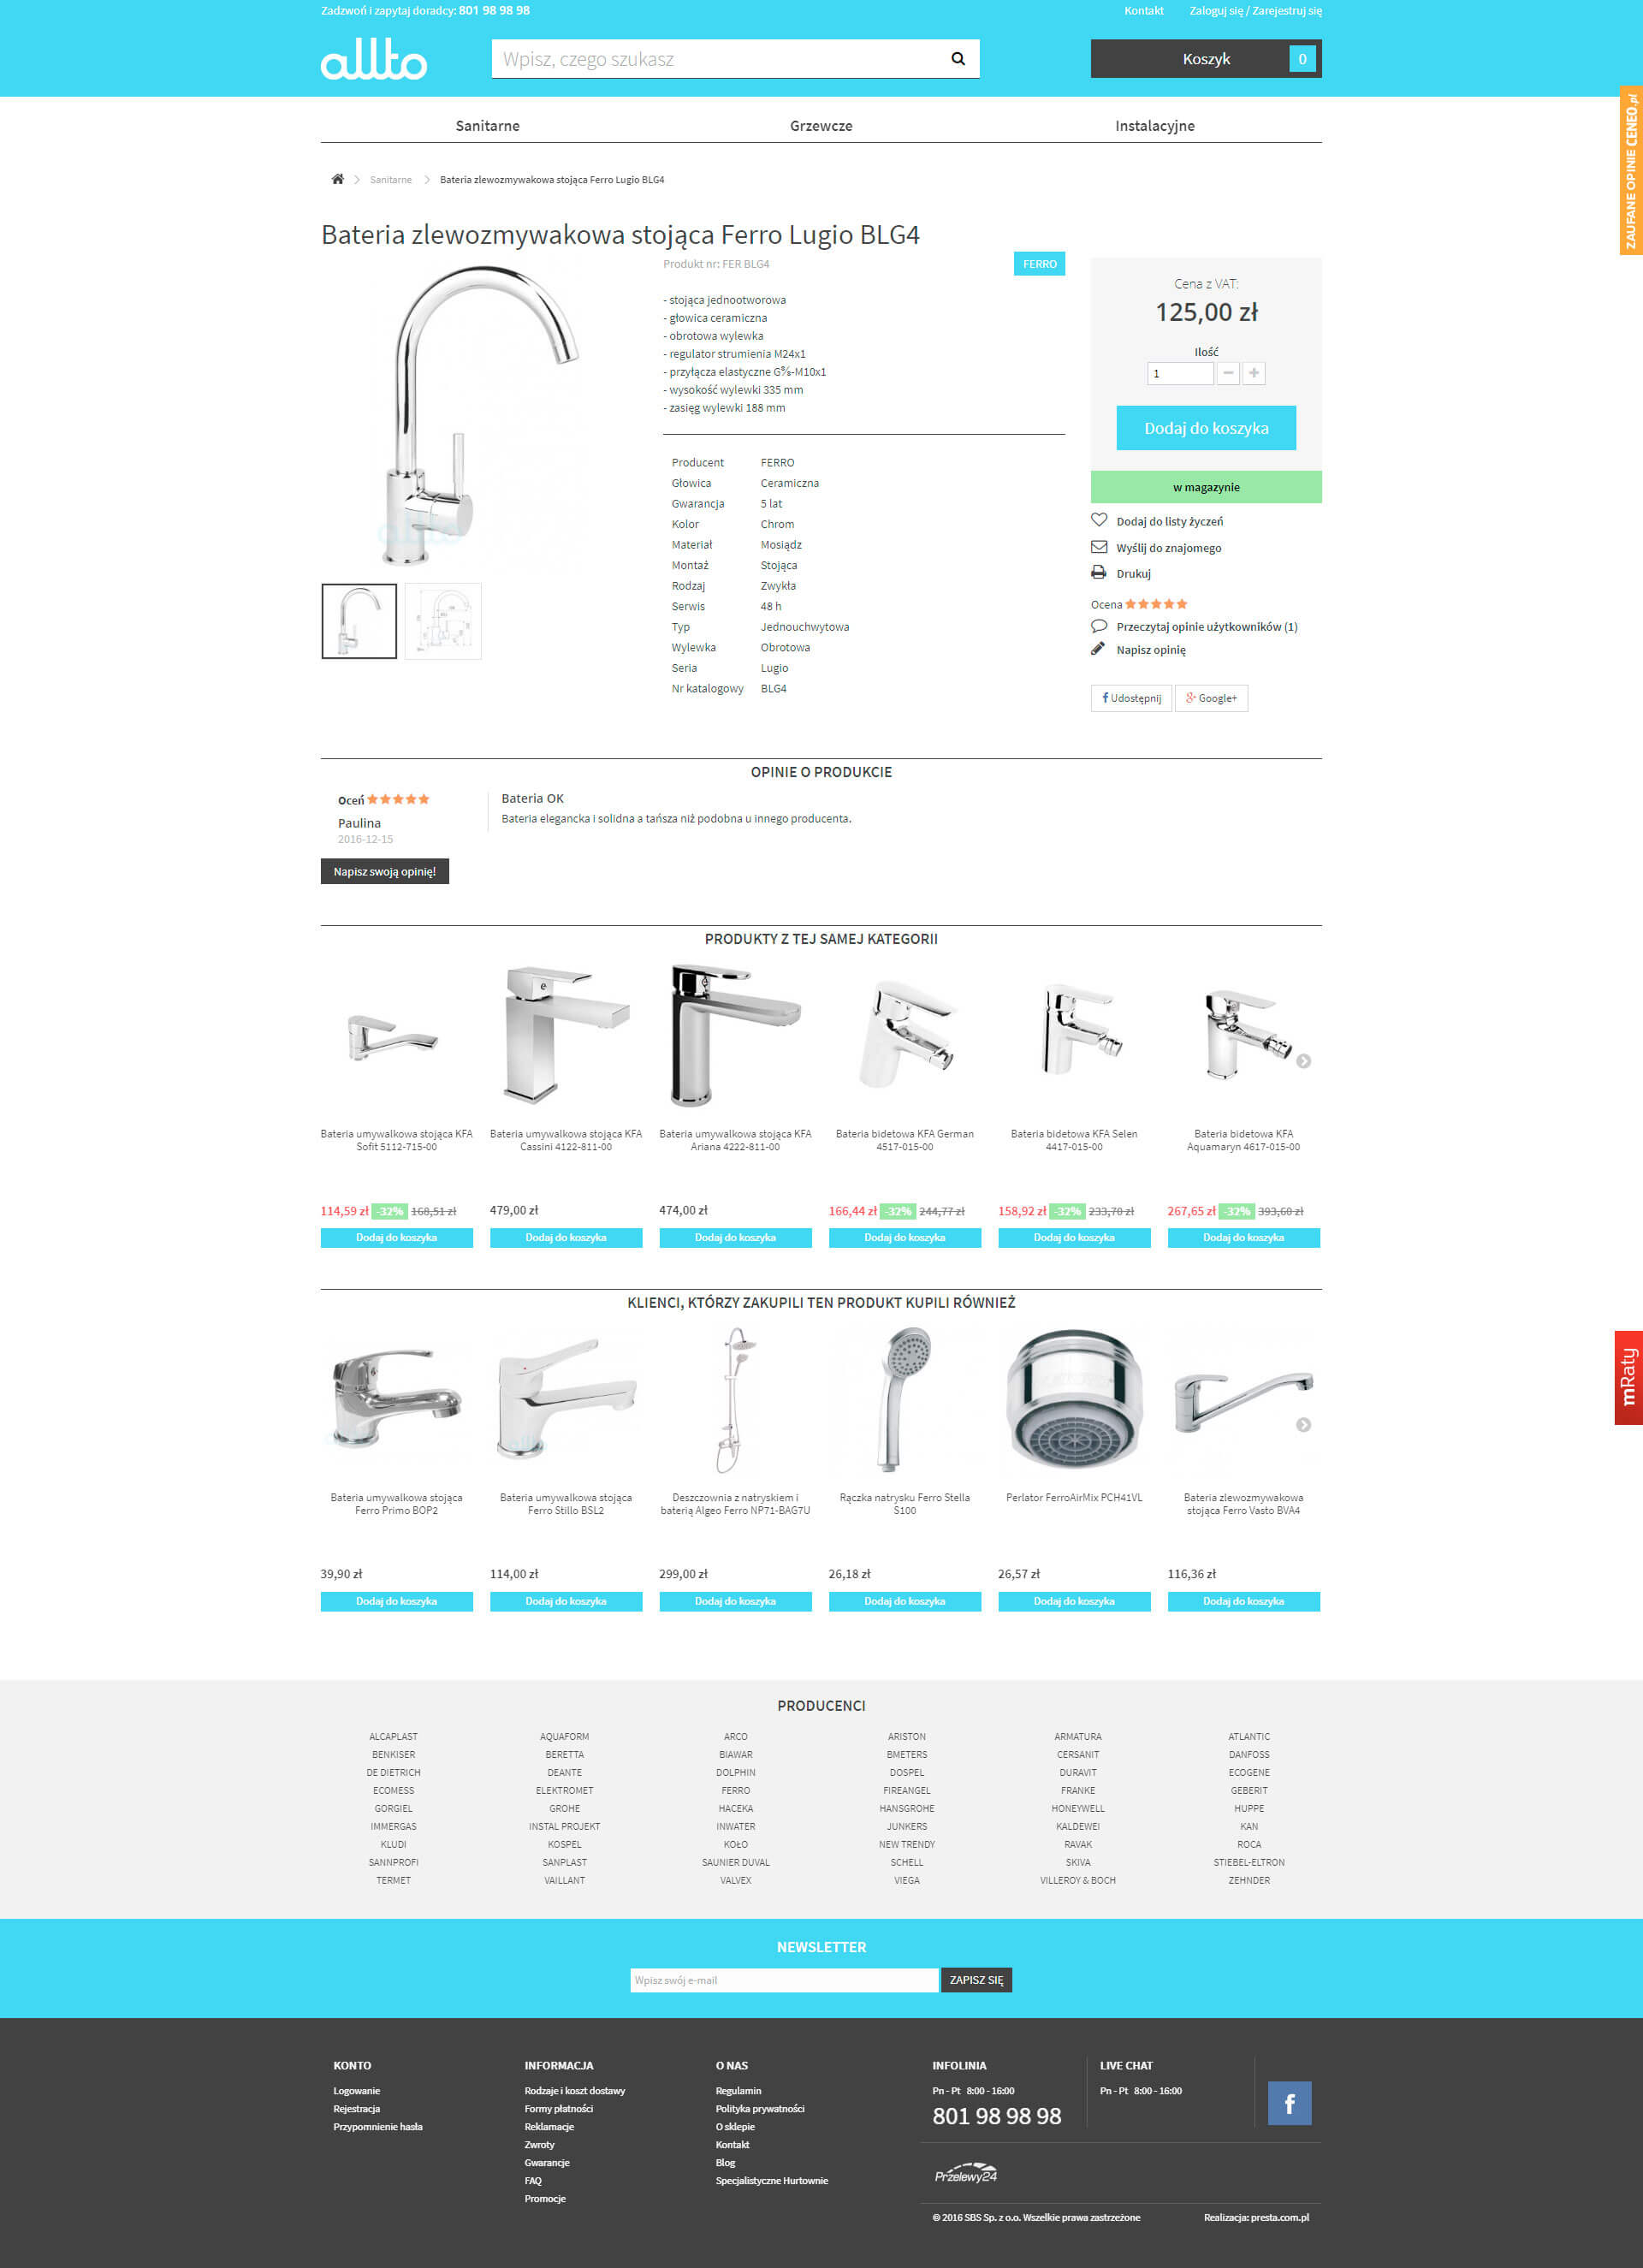 Zadzwoń i zapytaj doradcy: 801 98 98 98
Kontakt
Zaloguj się / Zarejestruj się
allto
Wpisz, czego szukasz
Koszyk
0
ZAUFANE OPINIE CENEO.pl
Sanitarne
Grzewcze
Instalacyjne
Sanitarne
Bateria zlewozmywakowa stojąca Ferro Lugio BLG4
Bateria zlewozmywakowa stojąca Ferro Lugio BLG4
allto
Produkt nr: FER BLG4
FERRO
- stojąca jednootworowa
- głowica ceramiczna
- obrotowa wylewka
- regulator strumienia M24x1
- przyłącza elastyczne G⅜-M10x1
- wysokość wylewki 335 mm
- zasięg wylewki 188 mm
Producent FERRO
Głowica Ceramiczna
Gwarancja 5 lat
Kolor Chrom
Materiał Mosiądz
Montaż Stojąca
Rodzaj Zwykła
Serwis 48 h
Typ Jednouchwytowa
Wylewka Obrotowa
Seria Lugio
Nr katalogowy BLG4
Cena z VAT:
125,00 zł
Ilość
1
Dodaj do koszyka
w magazynie
Dodaj do listy życzeń
Wyślij do znajomego
Drukuj
Ocena
Przeczytaj opinie użytkowników (1)
Napisz opinię
Udostępnij
Google+
OPINIE O PRODUKCIE
Oceń
Paulina
2016-12-15
Bateria OK
Bateria elegancka i solidna a tańsza niż podobna u innego producenta.
Napisz swoją opinię!
PRODUKTY Z TEJ SAMEJ KATEGORII
Bateria umywalkowa stojąca KFA
Sofit 5112-715-00
114,59 zł -32% 168,51 zł
Dodaj do koszyka
Bateria umywalkowa stojąca KFA
Cassini 4122-811-00
479,00 zł
Dodaj do koszyka
Bateria umywalkowa stojąca KFA
Ariana 4222-811-00
474,00 zł
Dodaj do koszyka
Bateria bidetowa KFA German
4517-015-00
166,44 zł -32% 244,77 zł
Dodaj do koszyka
Bateria bidetowa KFA Selen
4417-015-00
158,92 zł -32% 233,70 zł
Dodaj do koszyka
Bateria bidetowa KFA
Aquamaryn 4617-015-00
267,65 zł -32% 393,60 zł
Dodaj do koszyka
KLIENCI, KTÓRZY ZAKUPILI TEN PRODUKT KUPILI RÓWNIEŻ
Bateria umywalkowa stojąca
Ferro Primo BOP2
39,90 zł
Dodaj do koszyka
Bateria umywalkowa stojąca
Ferro Stillo BSL2
114,00 zł
Dodaj do koszyka
Deszczownia z natryskiem i
baterią Algeo Ferro NP71-BAG7U
299,00 zł
Dodaj do koszyka
Rączka natrysku Ferro Stella
S100
26,18 zł
Dodaj do koszyka
Perlator FerroAirMix PCH41VL
26,57 zł
Dodaj do koszyka
Bateria zlewozmywakowa
stojąca Ferro Vasto BVA4
116,36 zł
Dodaj do koszyka
mRaty
PRODUCENCI
ALCAPLAST AQUAFORM ARCO ARISTON ARMATURA ATLANTIC
BENKISER BERETTA BIAWAR BMETERS CERSANIT DANFOSS
DE DIETRICH DEANTE DOLPHIN DOSPEL DURAVIT ECOGENE
ECOMESS ELEKTROMET FERRO FIREANGEL FRANKE GEBERIT
GORGIEL GROHE HACEKA HANSGROHE HONEYWELL HUPPE
IMMERGAS INSTAL PROJEKT INWATER JUNKERS KALDEWEI KAN
KLUDI KOSPEL KOŁO NEW TRENDY RAVAK ROCA
SANNPROFI SANPLAST SAUNIER DUVAL SCHELL SKIVA STIEBEL-ELTRON
TERMET VAILLANT VALVEX VIEGA VILLEROY & BOCH ZEHNDER
NEWSLETTER
Wpisz swój e-mail
ZAPISZ SIĘ
KONTO
Logowanie
Rejestracja
Przypomnienie hasła
INFORMACJA
Rodzaje i koszt dostawy
Formy płatności
Reklamacje
Zwroty
Gwarancje
FAQ
Promocje
O NAS
Regulamin
Polityka prywatności
O sklepie
Kontakt
Blog
Specjalistyczne Hurtownie
INFOLINIA
Pn - Pt 8:00 - 16:00
801 98 98 98
LIVE CHAT
Pn - Pt 8:00 - 16:00
f
Przelewy24
© 2016 SBS Sp. z o.o. Wszelkie prawa zastrzeżone
Realizacja: presta.com.pl